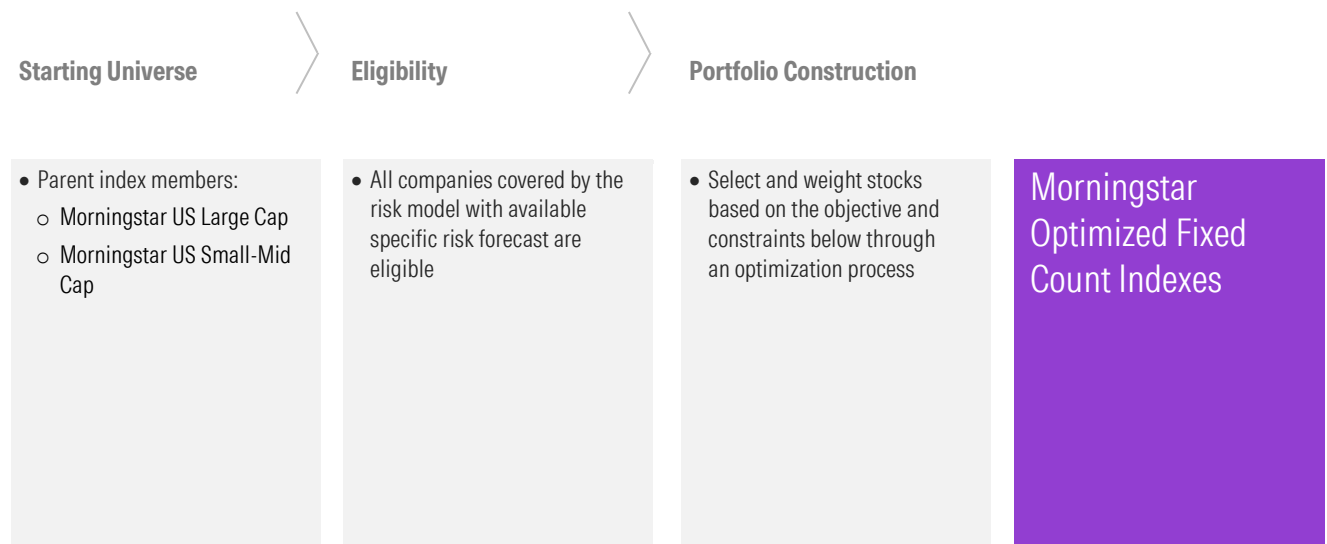 Starting Universe
Eligibility
Portfolio Construction
• Parent index members:
o Morningstar US Large Cap
o Morningstar US Small-Mid
Cap
• All companies covered by the
risk model with available
specific risk forecast are
eligible
• Select and weight stocks
based on the objective and
constraints below through
an optimization process
Morningstar
Optimized Fixed
Count Indexes